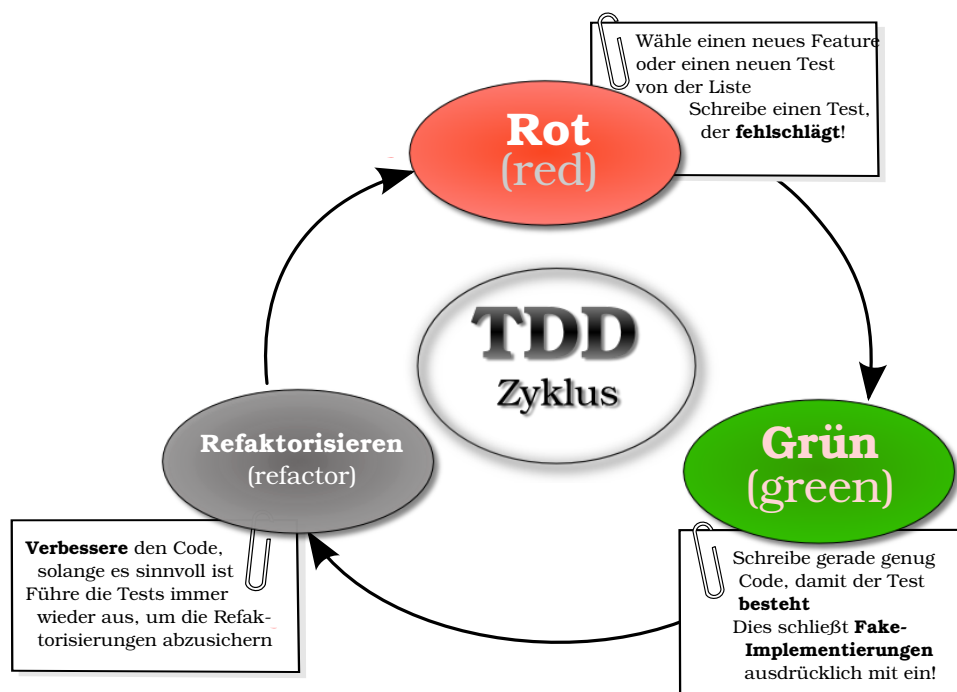 Wähle einen neues Feature
oder einen neuen Test
von der Liste
Schreibe einen Test,
der fehlschlägt!
Rot
(red)
TDD
Zyklus
Grün
(green)
Schreibe gerade genug
Code, damit der Test
besteht
Dies schließt Fake-
Implementierungen
ausdrücklich mit ein!
Refaktorisieren
(refactor)
Verbessere den Code,
solange es sinnvoll ist
Führe die Tests immer
wieder aus, um die Refak-
torisierungen abzusichern